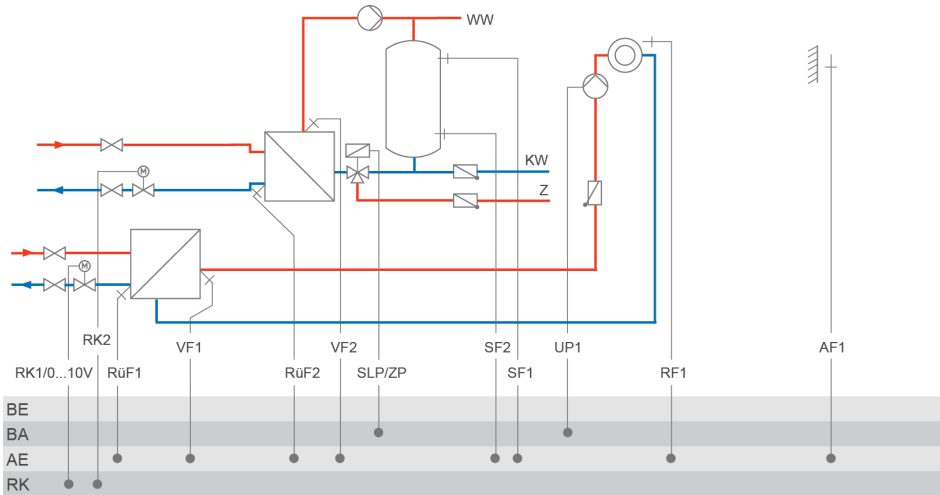 WW
KW
Z
M
M
RK2 VF1 VF2 SF2 UP1 AF1
RK1/0...10V RüF1 RüF2 SLP/ZP SF1 RF1
BE
BA
AE
RK